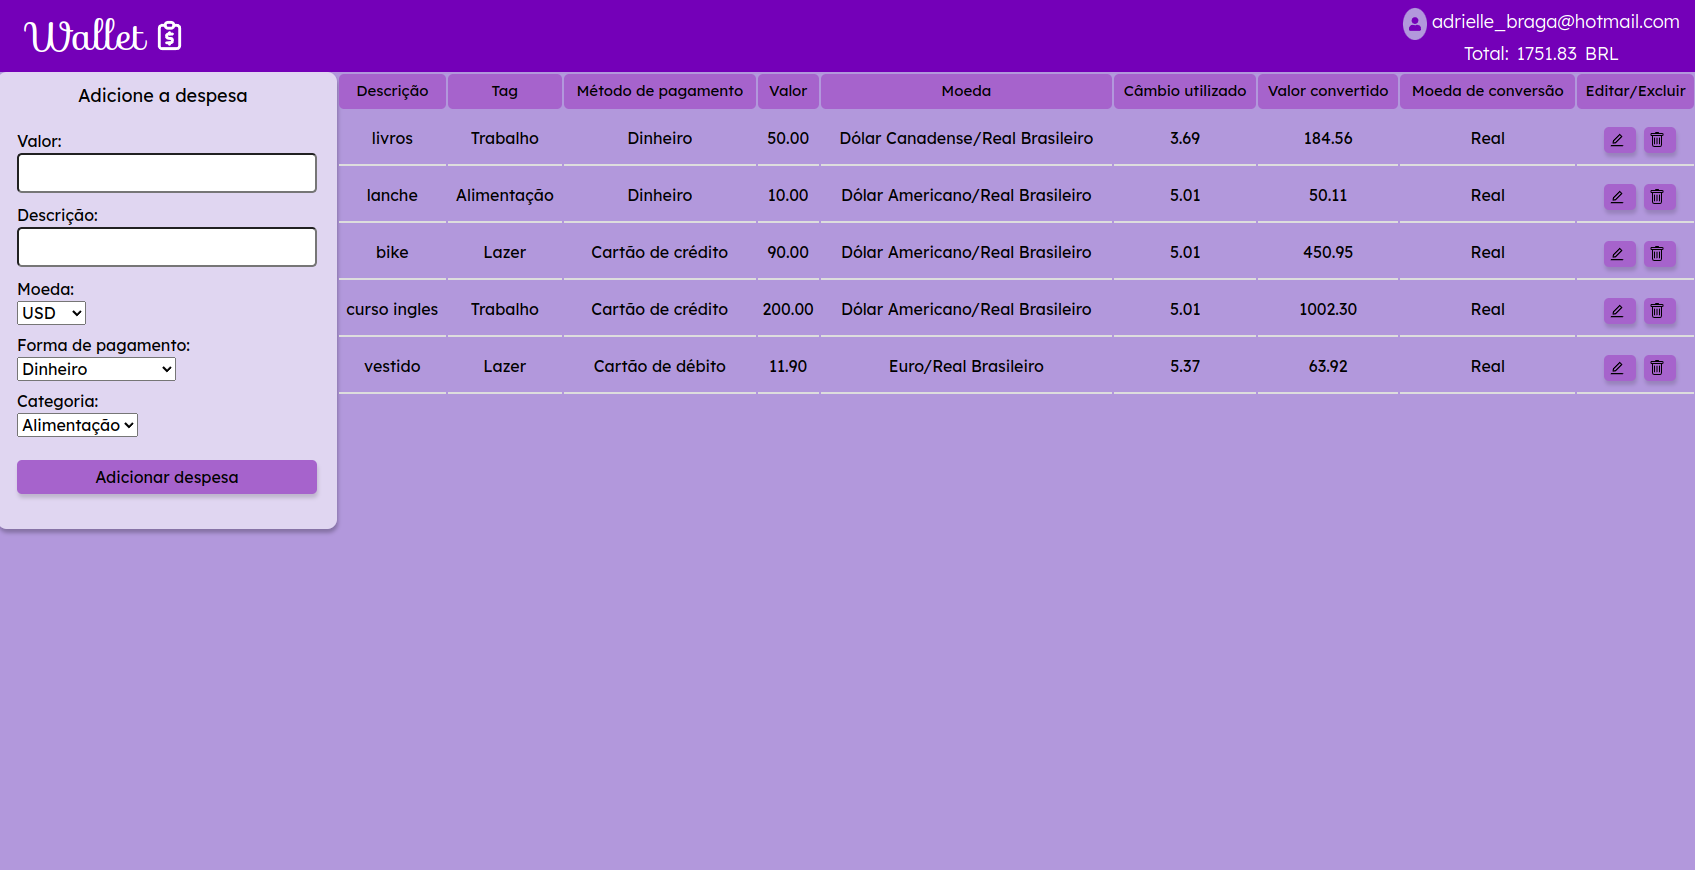 Wallet
adrielle_braga@hotmail.com
Total: 1751.83 BRL
Adicione a despesa
Valor:
Descrição:
Moeda:
USD
Forma de pagamento:
Dinheiro
Categoria:
Alimentação
Adicionar despesa
Descrição Tag Método de pagamento Valor Moeda Câmbio utilizado Valor convertido Moeda de conversão Editar/Excluir
livros Trabalho Dinheiro 50.00 Dólar Canadense/Real Brasileiro 3.69 184.56 Real
lanche Alimentação Dinheiro 10.00 Dólar Americano/Real Brasileiro 5.01 50.11 Real
bike Lazer Cartão de crédito 90.00 Dólar Americano/Real Brasileiro 5.01 450.95 Real
curso ingles Trabalho Cartão de crédito 200.00 Dólar Americano/Real Brasileiro 5.01 1002.30 Real
vestido Lazer Cartão de débito 11.90 Euro/Real Brasileiro 5.37 63.92 Real